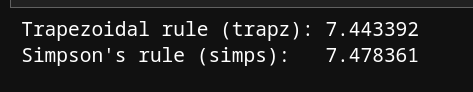 Trapezoidal rule (trapz): 7.443392
Simpson's rule (simps):   7.478361